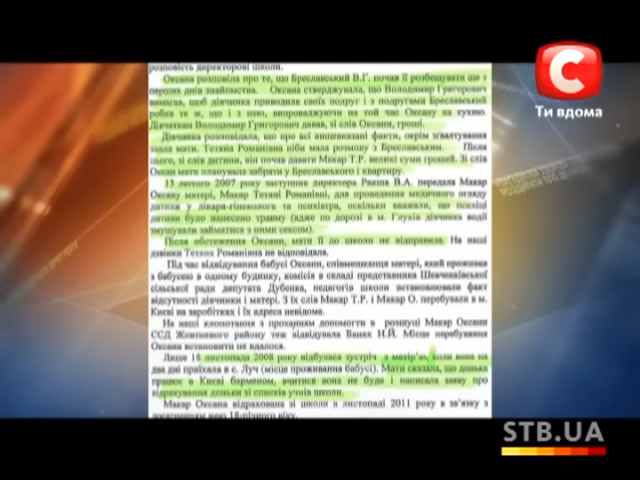 розповість директорові школи.
Оксана розповіла про те, що Бреславський В.Г. почав її розбещувати ще з
перших днів знайомства. Оксана стверджувала, що Володимир Григорович
вимагав, щоб дівчинка приводила своїх подруг і з подругами Бреславський
робив те ж, що і з нею, випроваджуючи на той час Оксану на кухню.
Дівчаткам Володимир Григорович давав, зі слів Оксани, гроші.
Дівчинка розповідала, що про всі вищевказані факти, окрім зґвалтування
знала мати. Тетяна Романівна ніби мала розмову з Бреславським. Після
цього, зі слів дитини, він почав давати Макар Т.Р. великі суми грошей. Зі слів
Оксани мати планувала забрати у Бреславського і квартиру.
13 лютого 2007 року заступник директора Ракша В.А. передала Макар
Оксану матері, Макар Тетяні Романівні, для проведення медичного огляду
дитини у лікаря-гінеколога та психіатра, оскільки вважали, що психіці
дитини було нанесено травму (адже по дорозі в м. Глухів дівчинка водії
змушували займатися з ними сексом).
Після обстеження Оксани, мати її до школи не відправила. На наші
дзвінки Тетяна Романівна не відповідала.
Під час відвідування бабусі Оксани, співмешканця матері, який проживав
з бабусею в одному будинку, комісія в складі представника Шевченківської
сільської ради депутата Дубенка, педагогів школи встановлювали факт
відсутності дівчинки і матері. З їх слів Макар Т.Р. і Макар О. перебували в м.
Києві на заробітках і їх адреса невідома.
На наші клопотання з проханням допомогти в розшуці Макар Оксани
ССД Жовтневого району теж відвідувала Банах Н.Й. Місце перебування
Оксани встановити не вдалося.
Лише 18 листопада 2008 року відбулася зустріч з матір'ю, коли вона на
два дні приїхала в с. Луч (місце проживання бабусі). Мати сказала, що донька
працює в Києві барменом, вчитися вона не буде і написала заяву про
відрахування доньки зі списків учнів школи.
Макар Оксана відрахована зі школи в листопаді 2011 року в зв'язку з
досягненням нею 18-річного віку.
С
Ти вдома
STB.UA